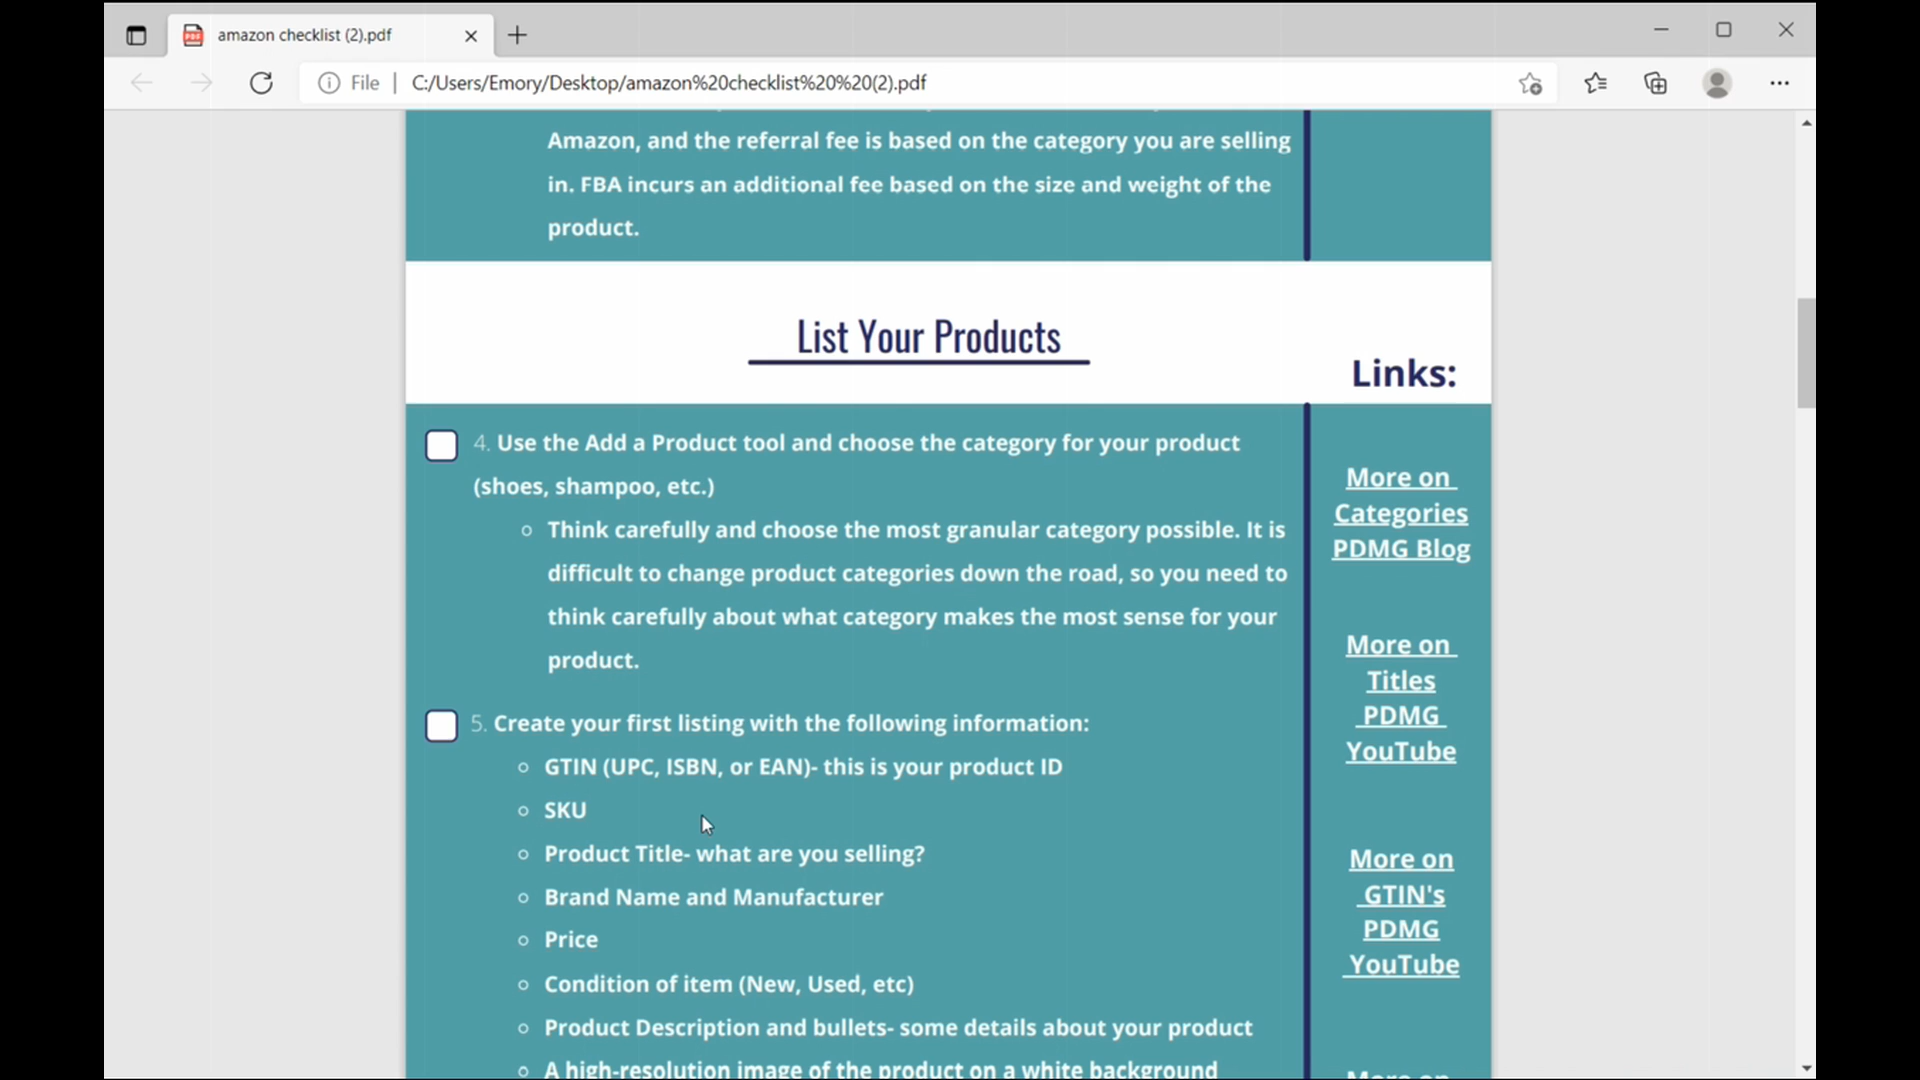 amazon checklist (2).pdf
File
C:/Users/Emory/Desktop/amazon%20checklist%20%20(2).pdf
Amazon, and the referral fee is based on the category you are selling
in. FBA incurs an additional fee based on the size and weight of the
product.
List Your Products
Links:
4. Use the Add a Product tool and choose the category for your product
(shoes, shampoo, etc.)
Think carefully and choose the most granular category possible. It is
difficult to change product categories down the road, so you need to
think carefully about what category makes the most sense for your
product.
5. Create your first listing with the following information:
GTIN (UPC, ISBN, or EAN)- this is your product ID
SKU
Product Title- what are you selling?
Brand Name and Manufacturer
Price
Condition of item (New, Used, etc)
Product Description and bullets- some details about your product
A high-resolution image of the product on a white background
More on
Categories
PDMG Blog
More on
Titles
PDMG
YouTube
More on
GTIN's
PDMG
YouTube
More on